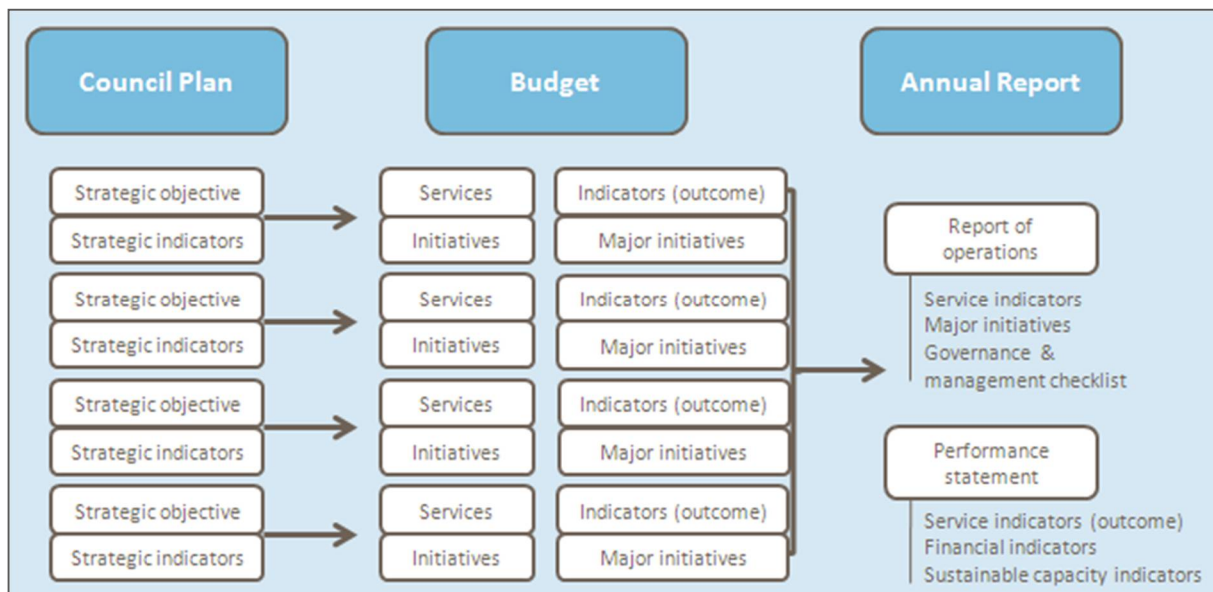 Council Plan
Budget
Annual Report
Strategic objective
Strategic indicators
Services
Initiatives
Indicators (outcome)
Major initiatives
Strategic objective
Strategic indicators
Services
Initiatives
Indicators (outcome)
Major initiatives
Strategic objective
Strategic indicators
Services
Initiatives
Indicators (outcome)
Major initiatives
Strategic objective
Strategic indicators
Services
Initiatives
Indicators (outcome)
Major initiatives
Report of
operations
Service indicators
Major initiatives
Governance &
management checklist
Performance
statement
Service indicators (outcome)
Financial indicators
Sustainable capacity indicators